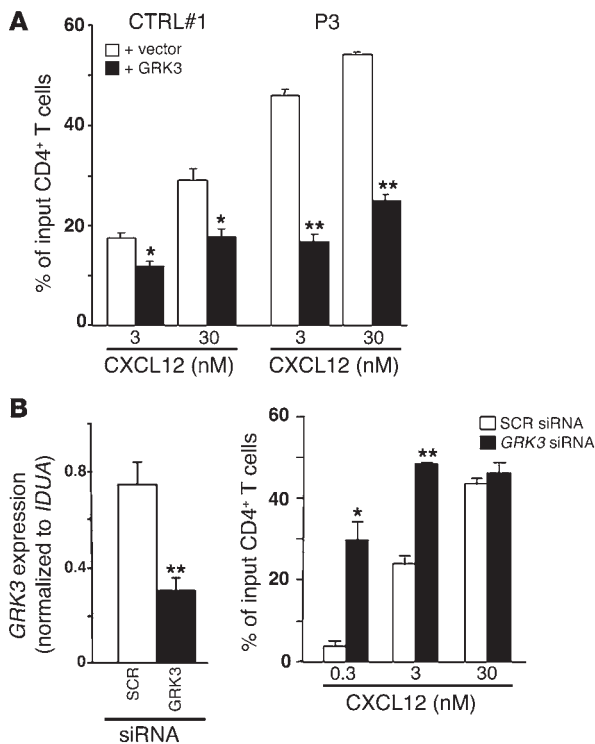 A
CTRL#1 P3
+ vector
+ GRK3
% of input CD4⁺ T cells
60
40
20
0
* * ** **
3 30 3 30
CXCL12 (nM) CXCL12 (nM)
B
GRK3 expression
(normalized to IDUA)
0.8
0.4
0
**
SCR GRK3
siRNA
SCR siRNA
GRK3 siRNA
% of input CD4⁺ T cells
60
40
20
0
* **
0.3 3 30
CXCL12 (nM)